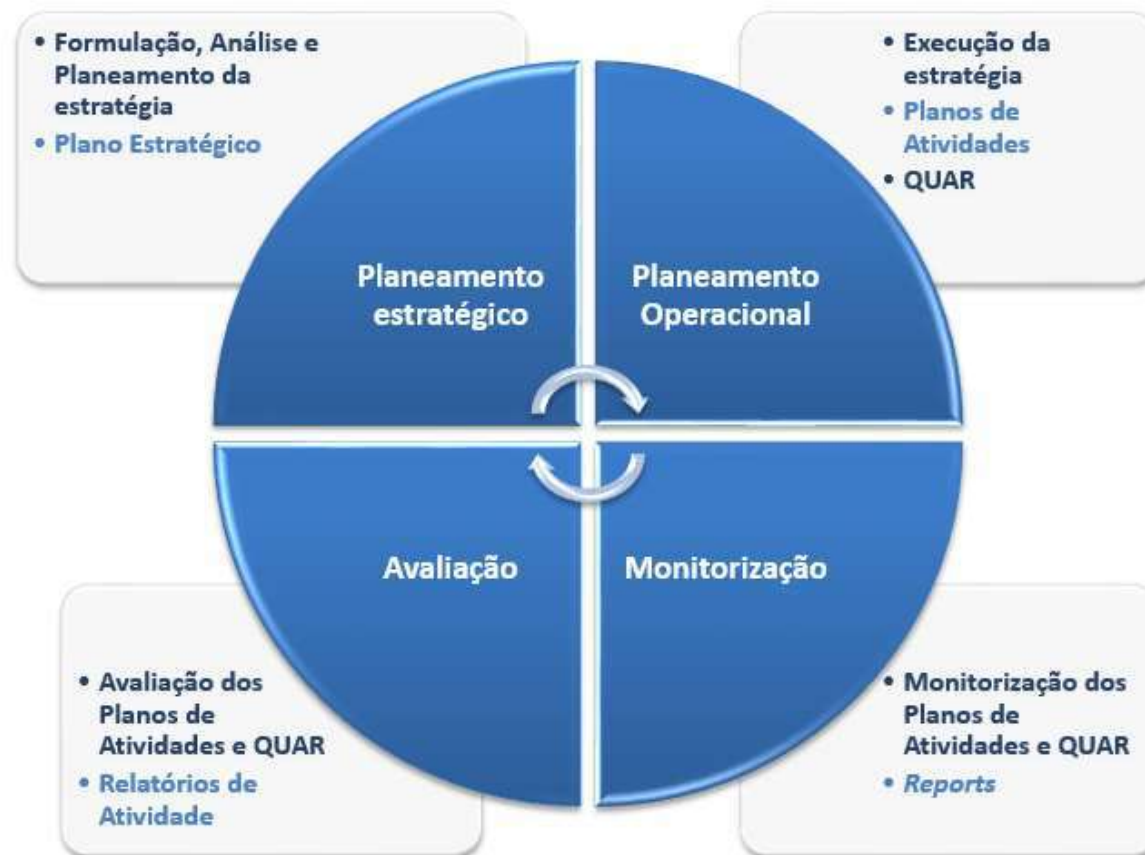 • Formulação, Análise e
Planeamento da
estratégia
• Plano Estratégico
• Execução da
estratégia
• Planos de
Atividades
• QUAR
Planeamento
estratégico
Planeamento
Operacional
Avaliação
Monitorização
• Avaliação dos
Planos de
Atividades e QUAR
• Relatórios de
Atividade
• Monitorização dos
Planos de
Atividades e QUAR
• Reports